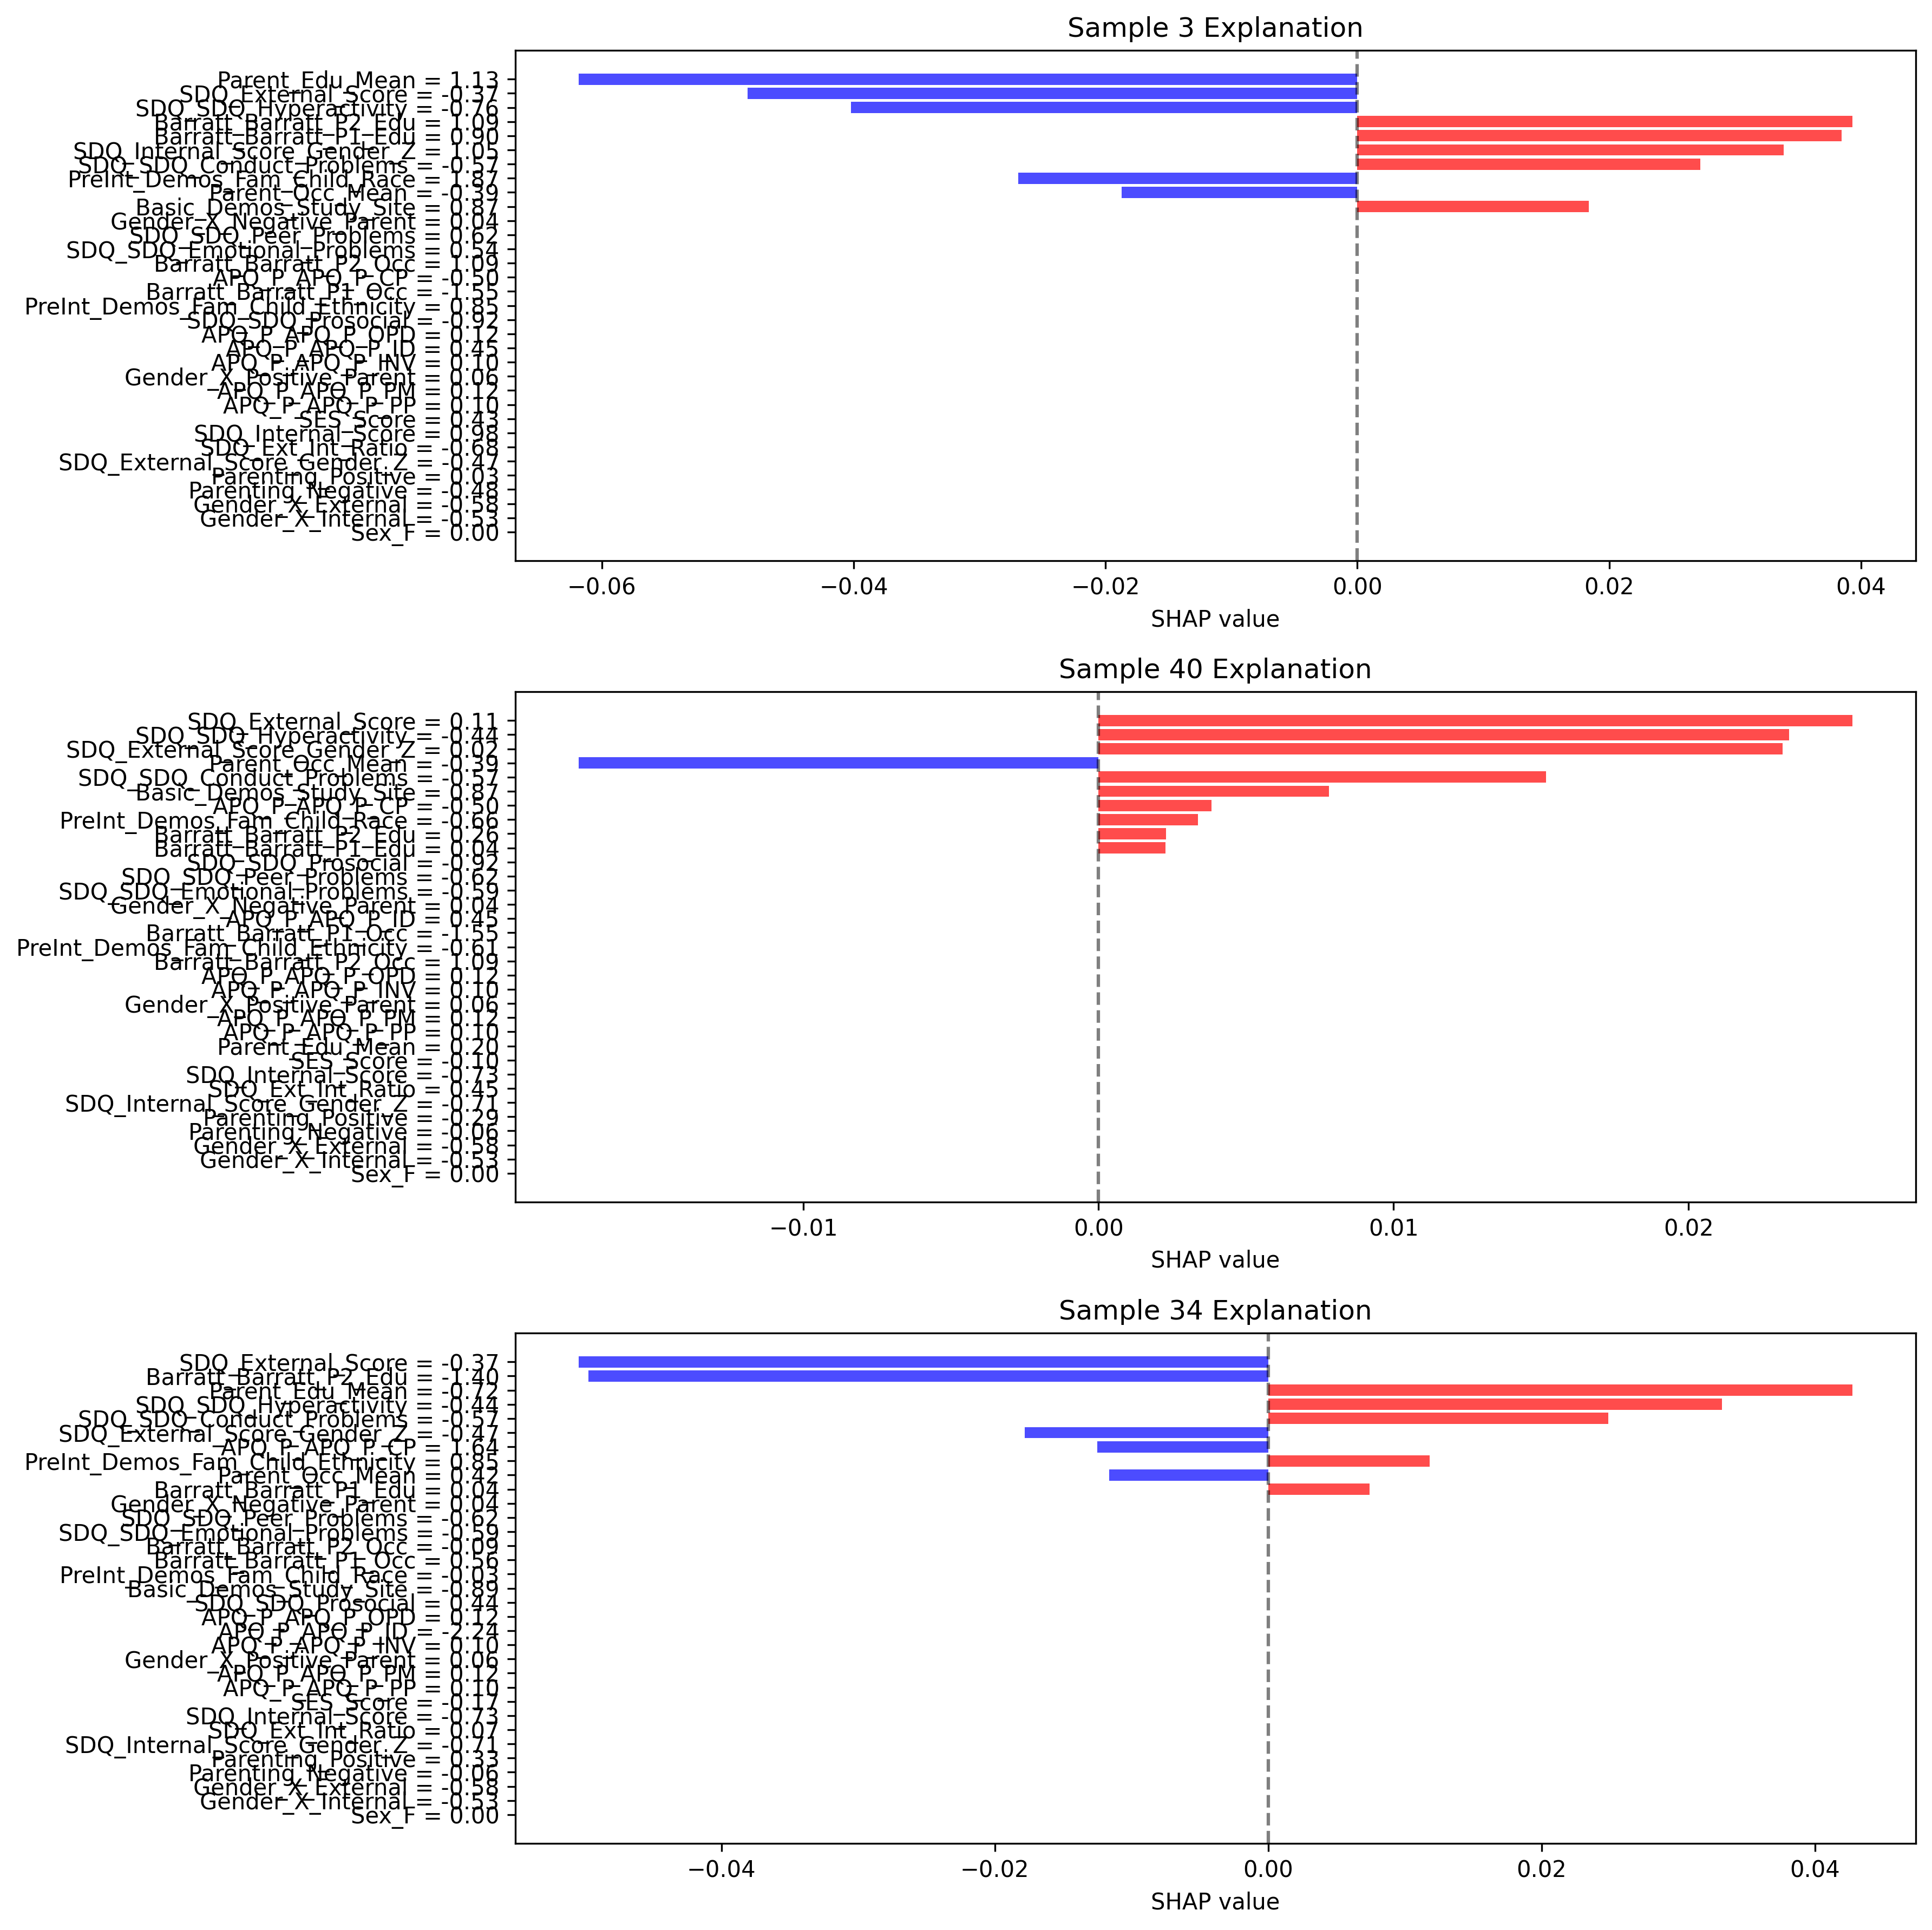 Sample 3 Explanation
Parent_Edu_Mean = 1.13
SDQ_External_Score = -0.37
SDQ_SDQ_Hyperactivity = -0.76
Barratt_Barratt_P2_Edu = 1.09
Barratt_Barratt_P1_Edu = 0.90
SDQ_Internal_Score_Gender_Z = 1.05
SDQ_SDQ_Conduct_Problems = -0.57
PreInt_Demos_Fam_Child_Race = 1.87
Parent_Occ_Mean = -0.39
Basic_Demos_Study_Site = 0.87
Gender_X_Negative_Parent = 0.04
SDQ_SDQ_Peer_Problems = 0.62
SDQ_SDQ_Emotional_Problems = 0.54
Barratt_Barratt_P2_Occ = 1.09
APQ_P_APQ_P_CP = -0.50
Barratt_Barratt_P1_Occ = -1.55
PreInt_Demos_Fam_Child_Ethnicity = 0.85
SDQ_SDQ_Prosocial = -0.92
APQ_P_APQ_P_OPD = 0.12
APQ_P_APQ_P_ID = 0.45
APQ_P_APQ_P_INV = 0.10
Gender_X_Positive_Parent = 0.06
APQ_P_APQ_P_PM = 0.12
APQ_P_APQ_P_PP = 0.10
SES_Score = 0.43
SDQ_Internal_Score = 0.98
SDQ_Ext_Int_Ratio = -0.68
SDQ_External_Score_Gender_Z = -0.47
Parenting_Positive = 0.03
Parenting_Negative = -0.48
Gender_X_External = -0.58
Gender_X_Internal = -0.53
Sex_F = 0.00
−0.06 −0.04 −0.02 0.00 0.02 0.04
SHAP value
Sample 40 Explanation
SDQ_External_Score = 0.11
SDQ_SDQ_Hyperactivity = -0.44
SDQ_External_Score_Gender_Z = 0.02
Parent_Occ_Mean = -0.39
SDQ_SDQ_Conduct_Problems = -0.57
Basic_Demos_Study_Site = 0.87
APQ_P_APQ_P_CP = -0.50
PreInt_Demos_Fam_Child_Race = -0.66
Barratt_Barratt_P2_Edu = 0.26
Barratt_Barratt_P1_Edu = 0.04
SDQ_SDQ_Prosocial = -0.92
SDQ_SDQ_Peer_Problems = -0.62
SDQ_SDQ_Emotional_Problems = -0.59
Gender_X_Negative_Parent = 0.04
APQ_P_APQ_P_ID = 0.45
Barratt_Barratt_P1_Occ = -1.55
PreInt_Demos_Fam_Child_Ethnicity = -0.61
Barratt_Barratt_P2_Occ = 1.09
APQ_P_APQ_P_OPD = 0.12
APQ_P_APQ_P_INV = 0.10
Gender_X_Positive_Parent = 0.06
APQ_P_APQ_P_PM = 0.12
APQ_P_APQ_P_PP = 0.10
Parent_Edu_Mean = 0.20
SES_Score = -0.10
SDQ_Internal_Score = -0.73
SDQ_Ext_Int_Ratio = 0.45
SDQ_Internal_Score_Gender_Z = -0.71
Parenting_Positive = -0.29
Parenting_Negative = -0.06
Gender_X_External = -0.58
Gender_X_Internal = -0.53
Sex_F = 0.00
−0.01 0.00 0.01 0.02
SHAP value
Sample 34 Explanation
SDQ_External_Score = -0.37
Barratt_Barratt_P2_Edu = -1.40
Parent_Edu_Mean = -0.72
SDQ_SDQ_Hyperactivity = -0.44
SDQ_SDQ_Conduct_Problems = -0.57
SDQ_External_Score_Gender_Z = -0.47
APQ_P_APQ_P_CP = 1.64
PreInt_Demos_Fam_Child_Ethnicity = 0.85
Parent_Occ_Mean = 0.42
Barratt_Barratt_P1_Edu = 0.04
Gender_X_Negative_Parent = 0.04
SDQ_SDQ_Peer_Problems = -0.62
SDQ_SDQ_Emotional_Problems = -0.59
Barratt_Barratt_P2_Occ = -0.09
Barratt_Barratt_P1_Occ = 0.56
PreInt_Demos_Fam_Child_Race = -0.03
Basic_Demos_Study_Site = -0.89
SDQ_SDQ_Prosocial = 0.44
APQ_P_APQ_P_OPD = 0.12
APQ_P_APQ_P_ID = -2.24
APQ_P_APQ_P_INV = 0.10
Gender_X_Positive_Parent = 0.06
APQ_P_APQ_P_PM = 0.12
APQ_P_APQ_P_PP = 0.10
SES_Score = -0.17
SDQ_Internal_Score = -0.73
SDQ_Ext_Int_Ratio = 0.07
SDQ_Internal_Score_Gender_Z = -0.71
Parenting_Positive = 0.33
Parenting_Negative = -0.06
Gender_X_External = -0.58
Gender_X_Internal = -0.53
Sex_F = 0.00
−0.04 −0.02 0.00 0.02 0.04
SHAP value